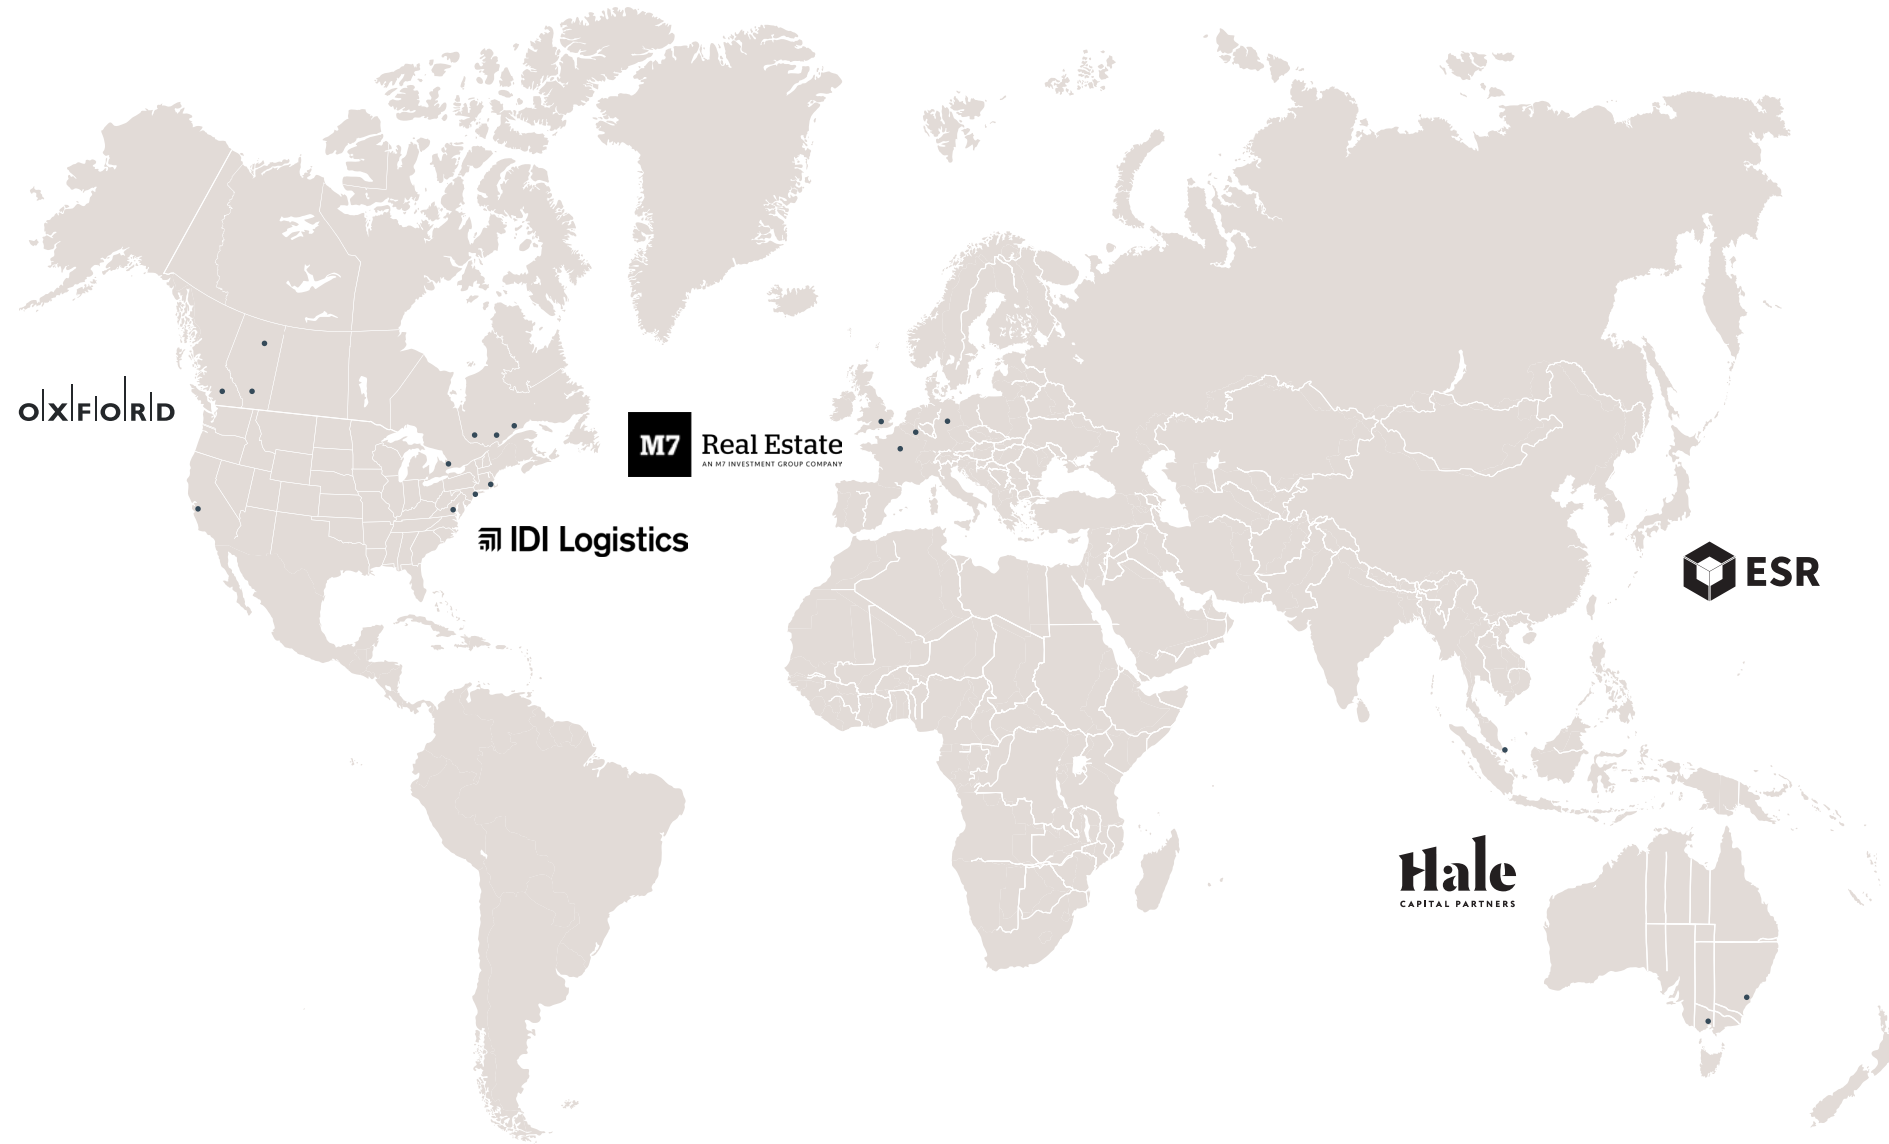 OXFORD
M7
Real Estate
AN M7 INVESTMENT GROUP COMPANY
IDI Logistics
ESR
Hale
CAPITAL PARTNERS